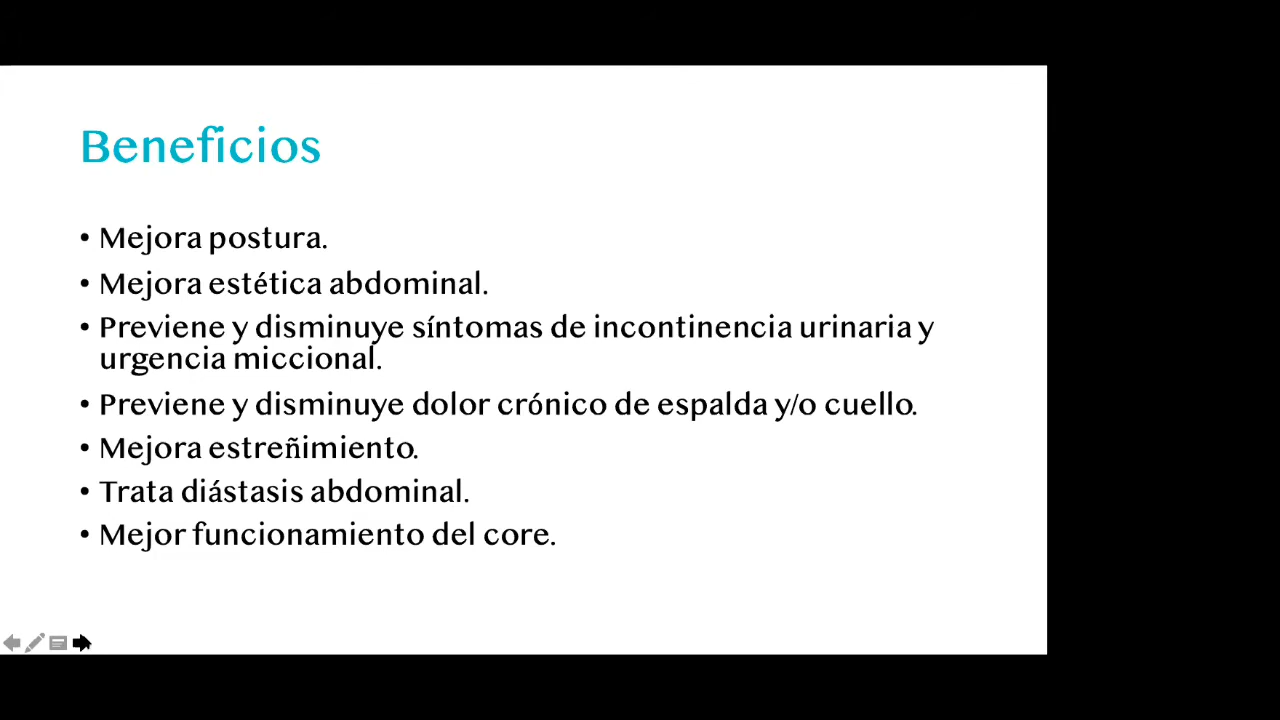 Beneficios
• Mejora postura.
• Mejora estética abdominal.
• Previene y disminuye síntomas de incontinencia urinaria y
urgencia miccional.
• Previene y disminuye dolor crónico de espalda y/o cuello.
• Mejora estreñimiento.
• Trata diástasis abdominal.
• Mejor funcionamiento del core.